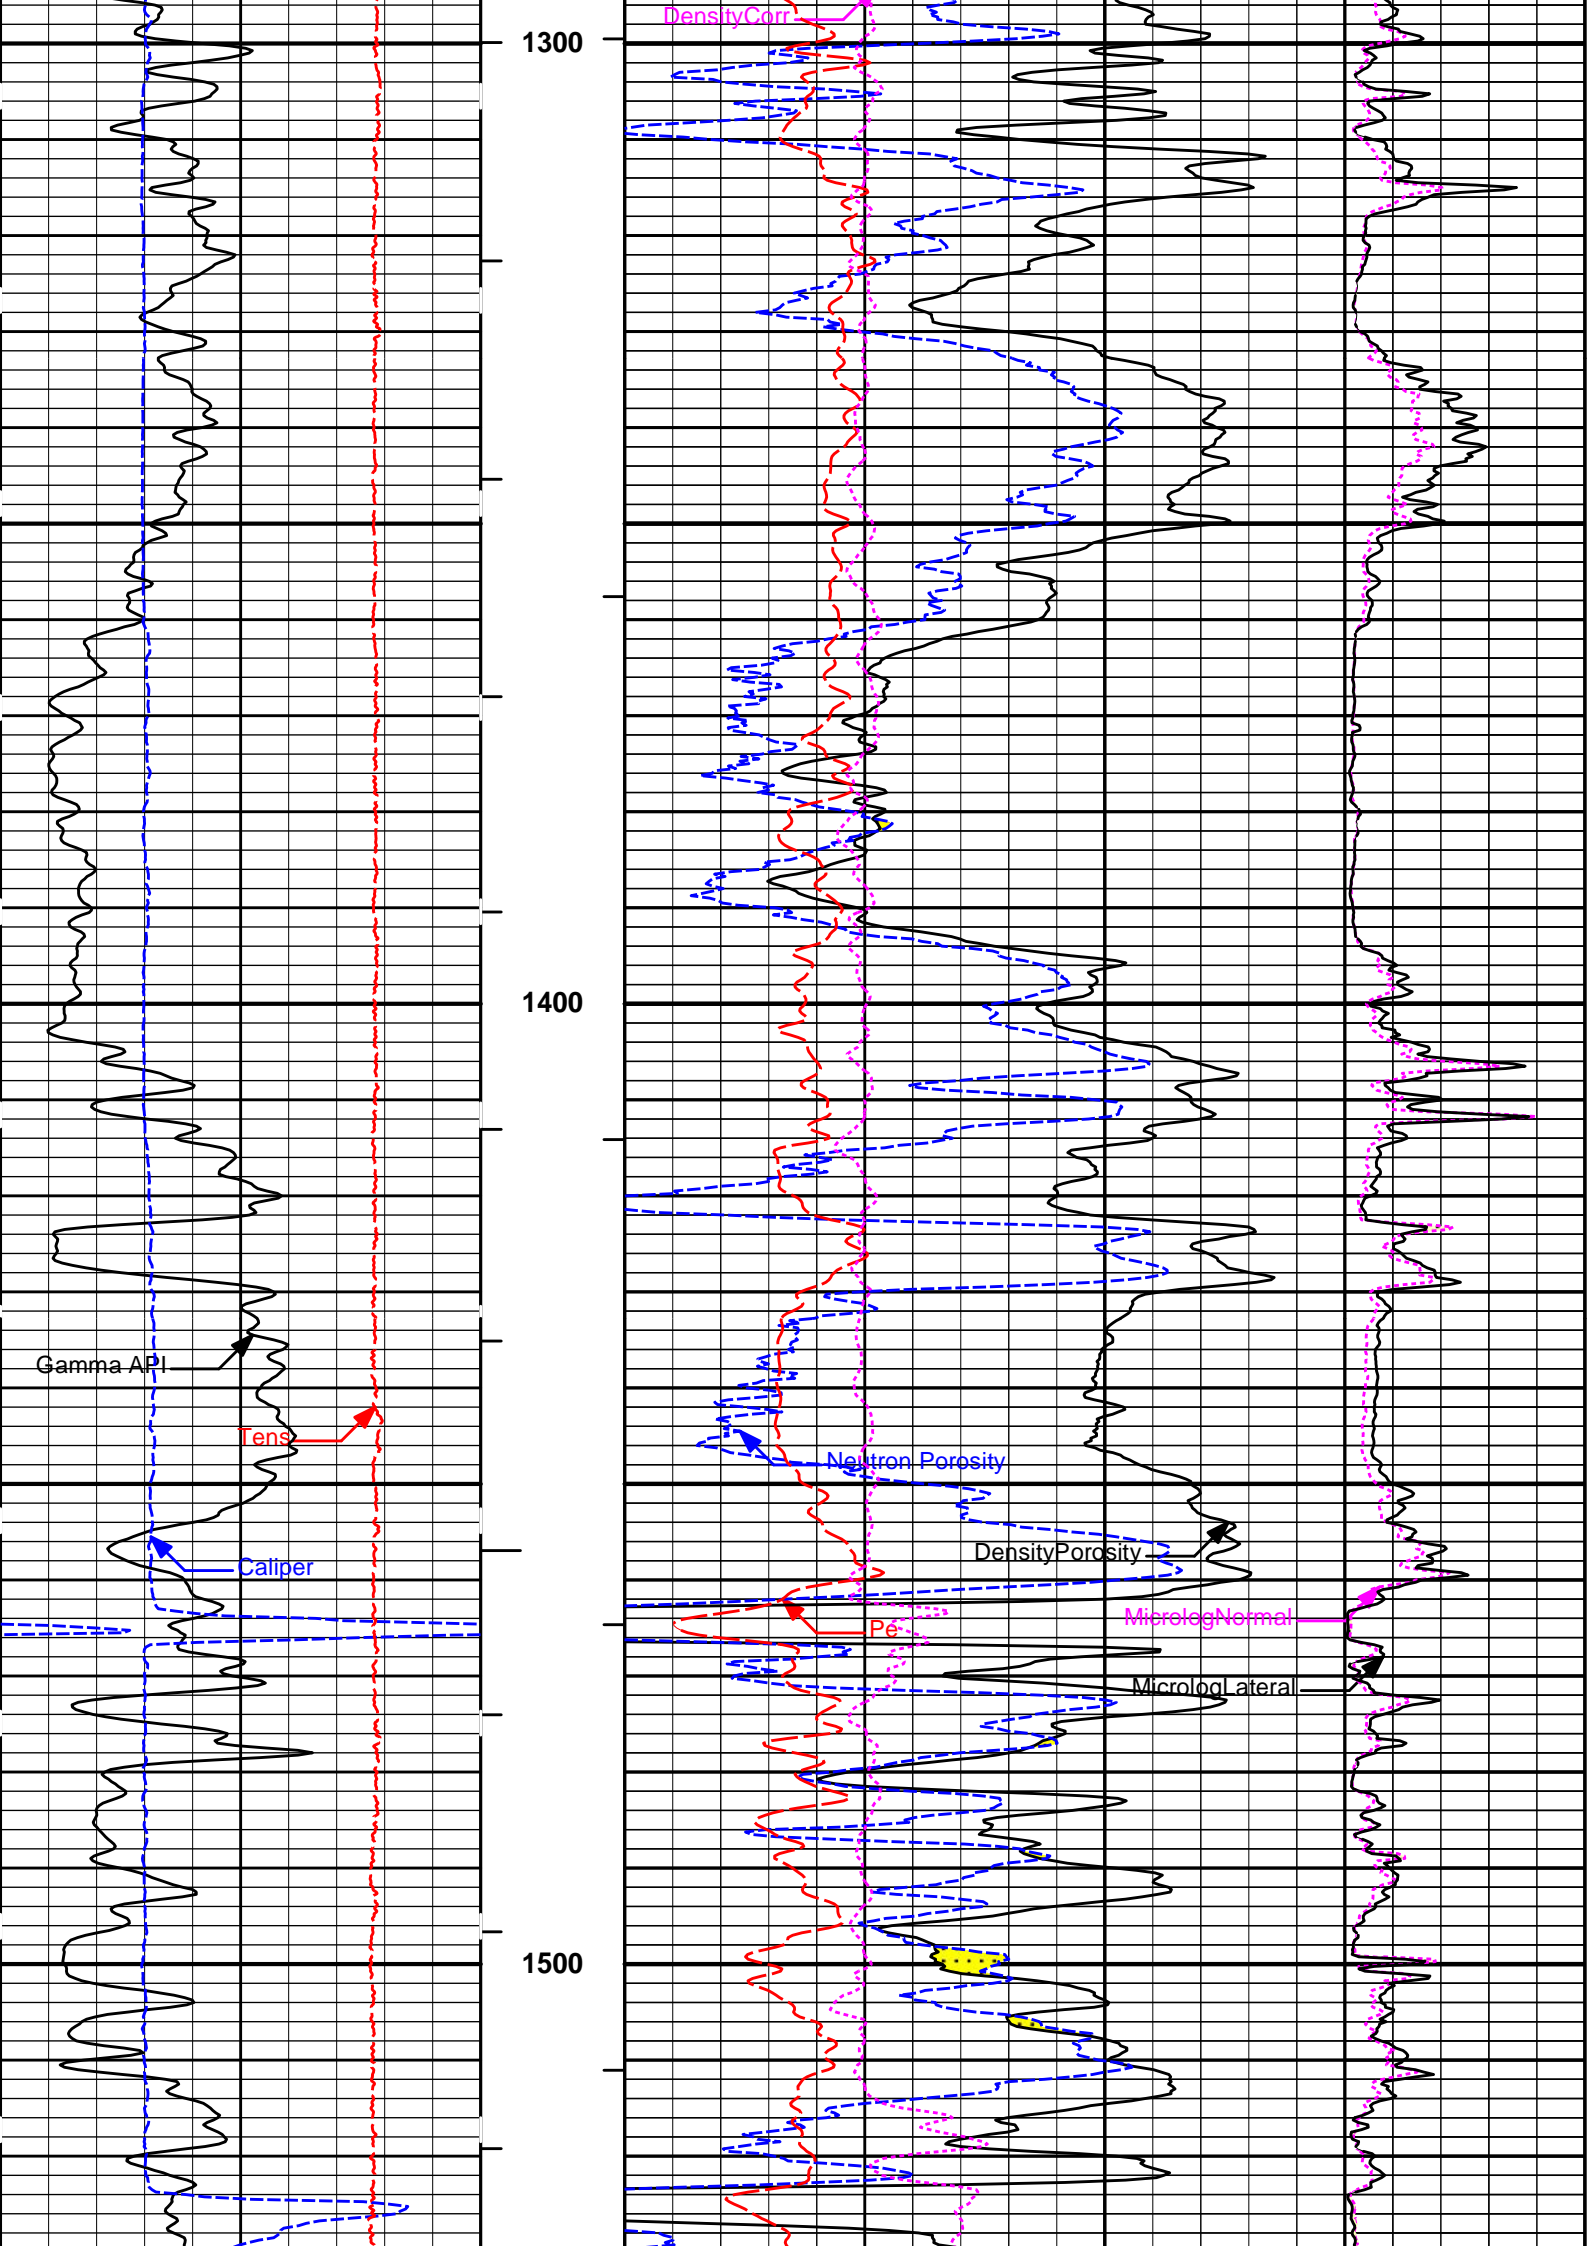 DensityCorr
1300
1400
Gamma API
Tens
Neutron Porosity
DensityPorosity
Caliper
MicrologNormal
Pe
MicrologLateral
1500